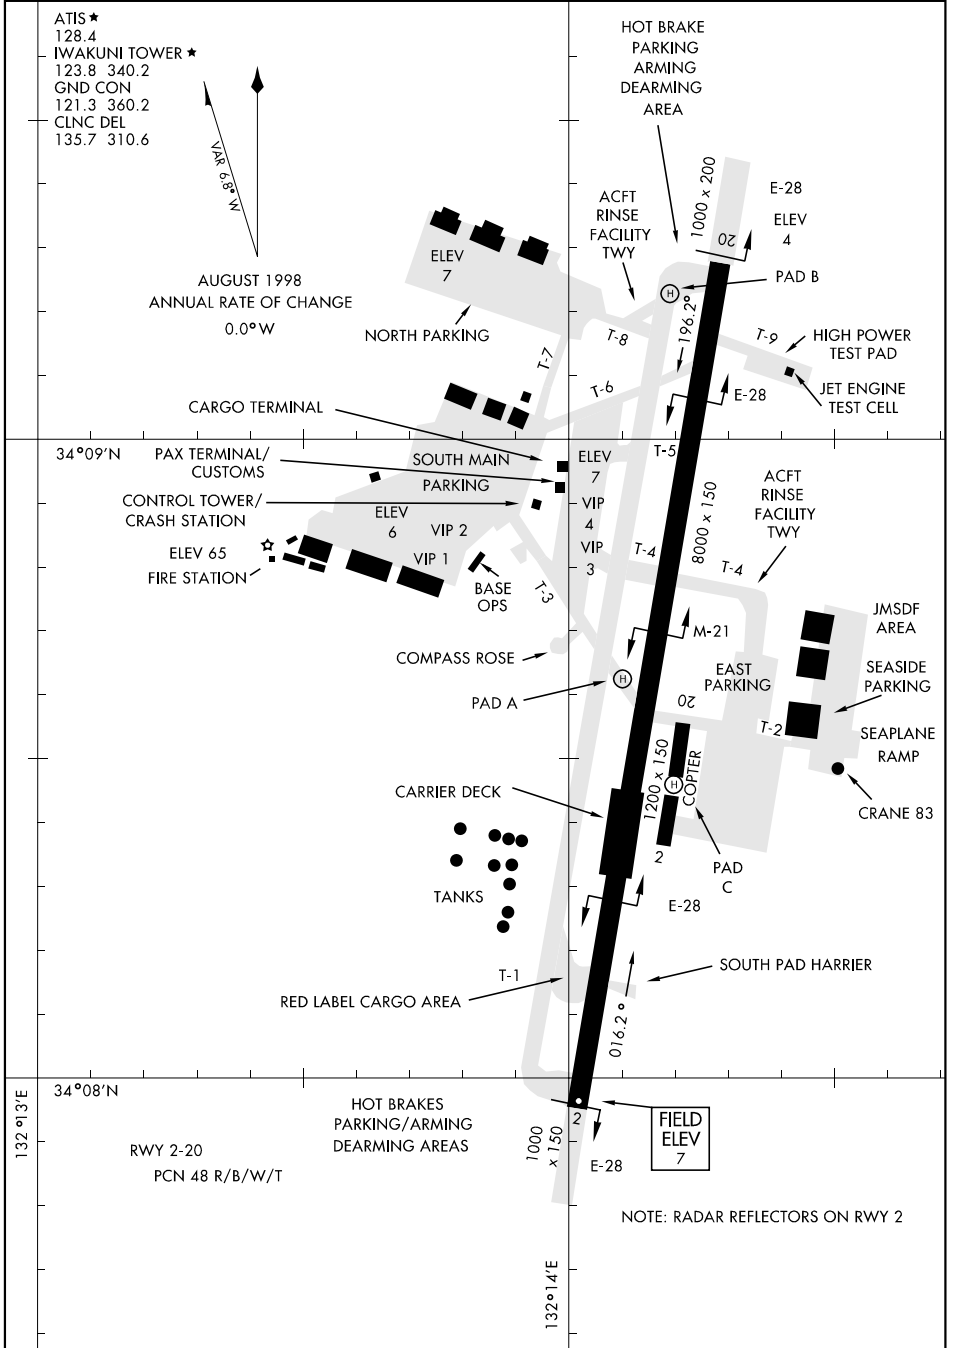 ATIS ★
128.4
IWAKUNI TOWER ★
123.8 340.2
GND CON
121.3 360.2
CLNC DEL
135.7 310.6
VAR 6.8° W
AUGUST 1998
ANNUAL RATE OF CHANGE
0.0° W
HOT BRAKE
PARKING
ARMING
DEARMING
AREA
1000 x 200
E-28
ELEV
4
20
ACFT
RINSE
FACILITY
TWY
ELEV
7
NORTH PARKING
H
PAD B
196.2°
T-8
T-9
HIGH POWER
TEST PAD
T-7
T-6
E-28
JET ENGINE
TEST CELL
CARGO TERMINAL
34°09'N
PAX TERMINAL/
CUSTOMS
SOUTH MAIN
PARKING
ELEV
7
T-5
CONTROL TOWER/
CRASH STATION
ELEV
6
VIP 2
VIP
4
8000 x 150
ACFT
RINSE
FACILITY
TWY
ELEV 65
FIRE STATION
VIP 1
VIP
3
T-4
T-4
BASE
OPS
T-3
JMSDF
AREA
M-21
COMPASS ROSE
EAST
PARKING
SEASIDE
PARKING
PAD A
H
20
T-2
SEAPLANE
RAMP
1200 x 150
COPTER
H
CARRIER DECK
CRANE 83
2
PAD
C
TANKS
E-28
T-1
SOUTH PAD HARRIER
RED LABEL CARGO AREA
016.2°
34°08'N
132°13'E
HOT BRAKES
PARKING/ARMING
DEARMING AREAS
2
FIELD
ELEV
7
RWY 2-20
PCN 48 R/B/W/T
1000
x 150
E-28
NOTE: RADAR REFLECTORS ON RWY 2
132°14'E